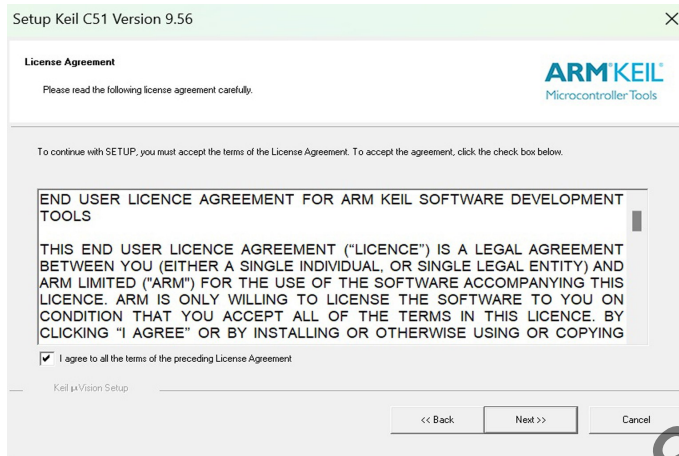 Setup Keil C51 Version 9.56
License Agreement
Please read the following license agreement carefully.
ARM®KEIL®
Microcontroller Tools
To continue with SETUP, you must accept the terms of the License Agreement. To accept the agreement, click the check box below.
END USER LICENCE AGREEMENT FOR ARM KEIL SOFTWARE DEVELOPMENT
TOOLS
THIS END USER LICENCE AGREEMENT (“LICENCE”) IS A LEGAL AGREEMENT
BETWEEN YOU (EITHER A SINGLE INDIVIDUAL, OR SINGLE LEGAL ENTITY) AND
ARM LIMITED ("ARM") FOR THE USE OF THE SOFTWARE ACCOMPANYING THIS
LICENCE. ARM IS ONLY WILLING TO LICENSE THE SOFTWARE TO YOU ON
CONDITION THAT YOU ACCEPT ALL OF THE TERMS IN THIS LICENCE. BY
CLICKING “I AGREE” OR BY INSTALLING OR OTHERWISE USING OR COPYING
I agree to all the terms of the preceding License Agreement
Keil µVision Setup
<< Back
Next >>
Cancel